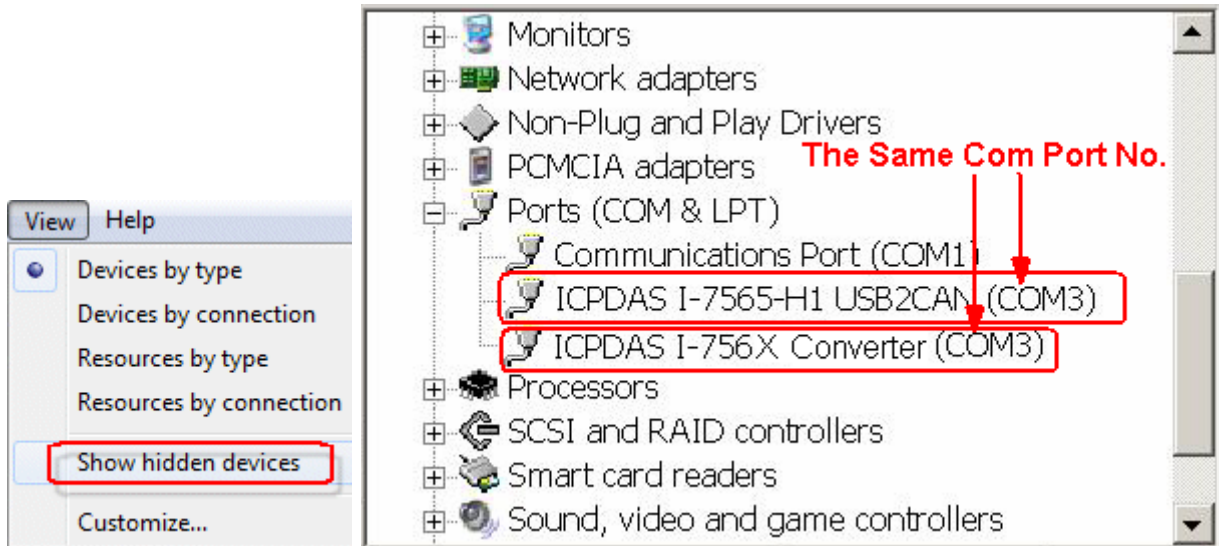 View Help
Devices by type
Devices by connection
Resources by type
Resources by connection
Show hidden devices
Customize...
Monitors
Network adapters
Non-Plug and Play Drivers
The Same Com Port No.
PCMCIA adapters
Ports (COM & LPT)
Communications Port (COM1)
ICPDAS I-7565-H1 USB2CAN (COM3)
ICPDAS I-756X Converter (COM3)
Processors
SCSI and RAID controllers
Smart card readers
Sound, video and game controllers